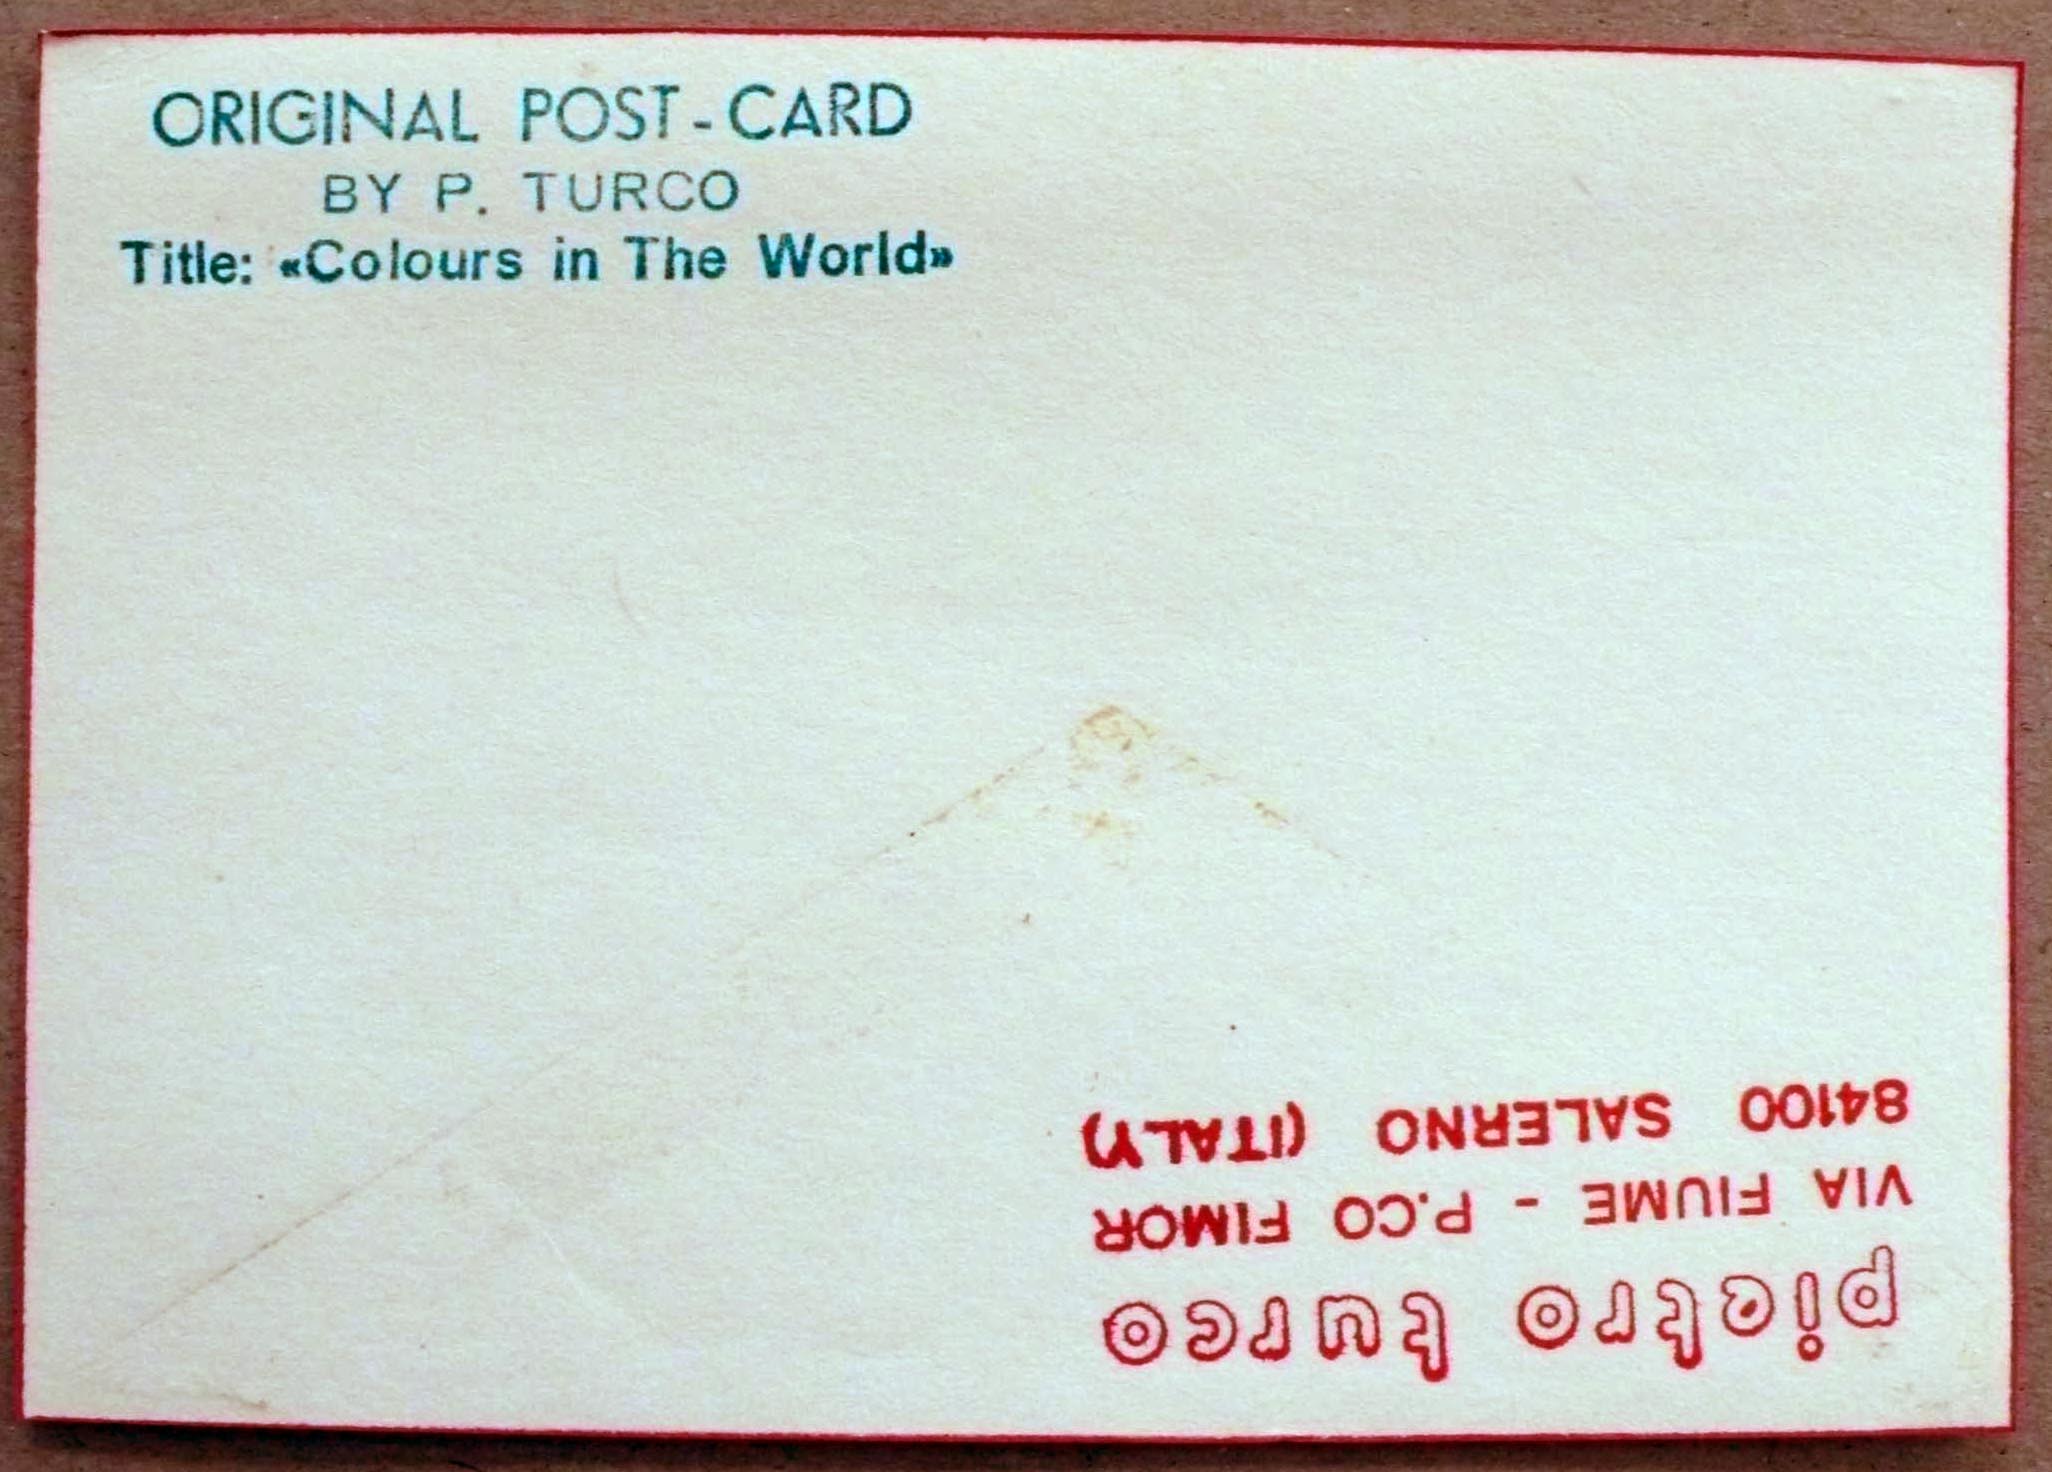 ORIGINAL POST-CARD
BY P. TURCO
Title: «Colours in The World»
pietro turco
VIA FIUME - P.CO FIMOR
84100 SALERNO (ITALY)